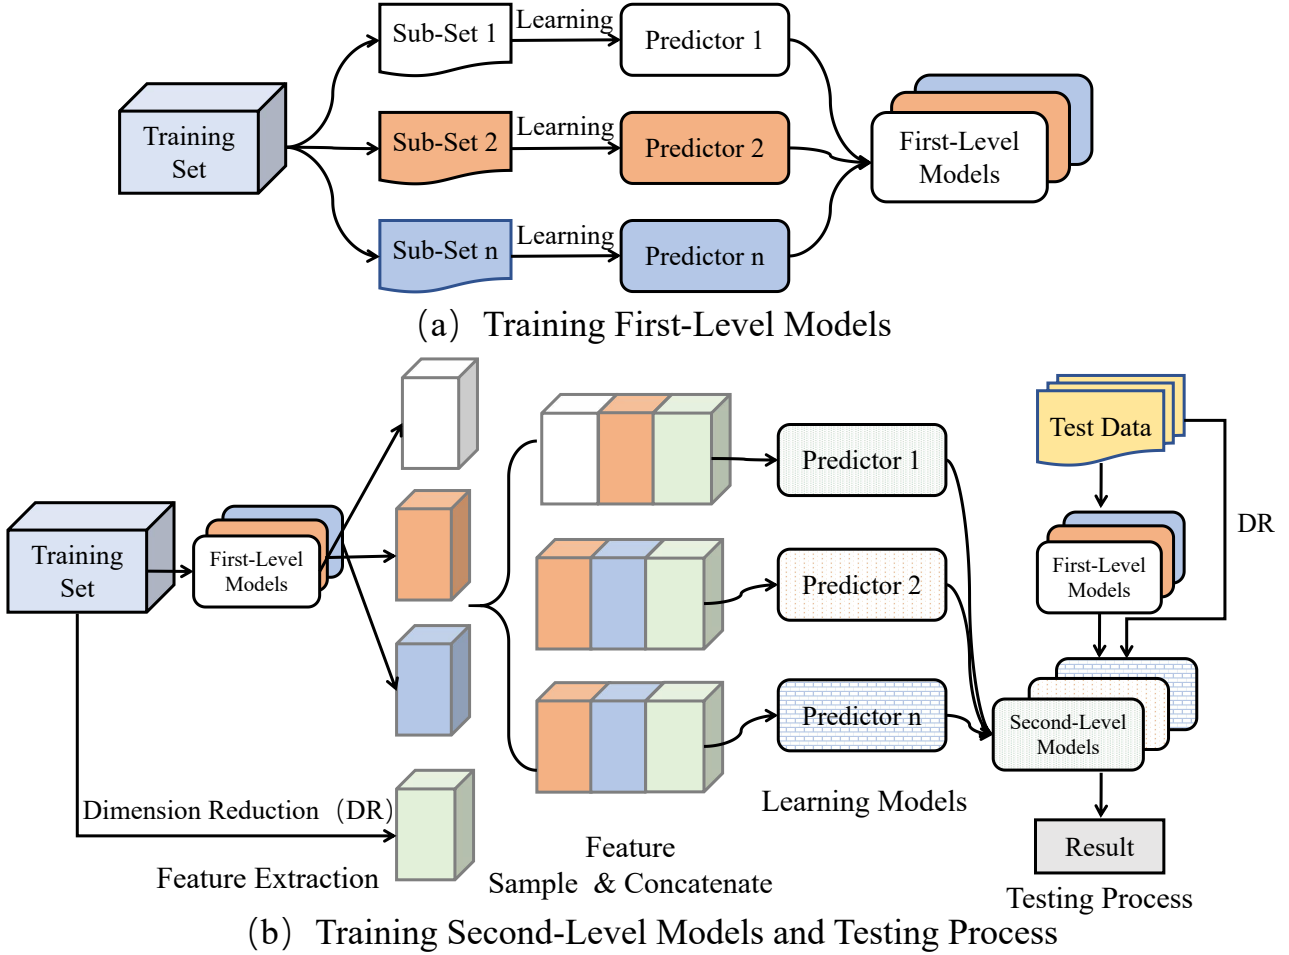 Sub-Set 1
Learning
Predictor 1
Training
Set
Sub-Set 2
Learning
Predictor 2
First-Level
Models
Sub-Set n
Learning
Predictor n
（a）Training First-Level Models
Training
Set
First-Level
Models
Dimension Reduction（DR）
Feature Extraction
Feature
Sample & Concatenate
Predictor 1
Predictor 2
Predictor n
Learning Models
Test Data
DR
First-Level
Models
Second-Level
Models
Result
Testing Process
（b）Training Second-Level Models and Testing Process